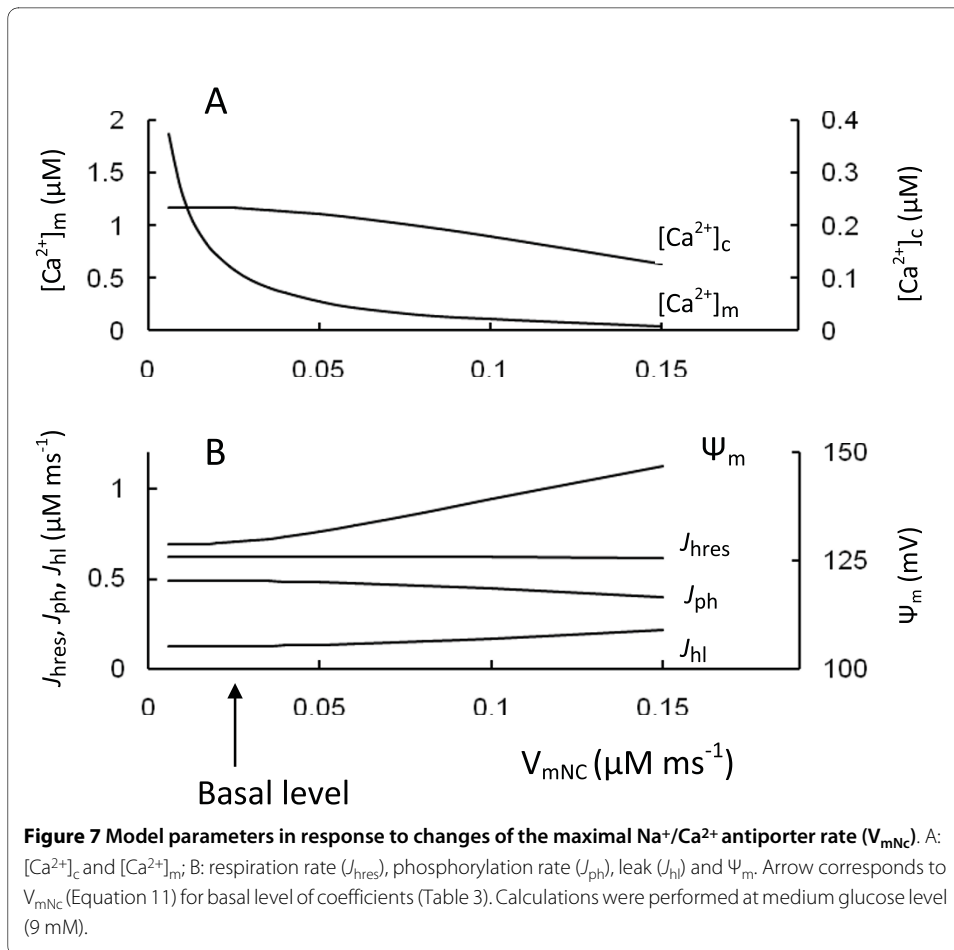 A
2
1.5
1
0.5
0
[Ca²⁺]m (µM)
0.4
0.3
0.2
0.1
0
[Ca²⁺]c (µM)
[Ca²⁺]c
[Ca²⁺]m
0 0.05 0.1 0.15
B
Ψm
1
0.5
0
Jhres, Jph, Jhl (µM ms⁻¹)
150
125
100
Ψm (mV)
Jhres
Jph
Jhl
0 0.05 0.1 0.15
VmNC (µM ms⁻¹)
Basal level
Figure 7 Model parameters in response to changes of the maximal Na⁺/Ca²⁺ antiporter rate (VmNc). A:
[Ca²⁺]c and [Ca²⁺]m; B: respiration rate (Jhres), phosphorylation rate (Jph), leak (Jhl) and Ψm. Arrow corresponds to
VmNc (Equation 11) for basal level of coefficients (Table 3). Calculations were performed at medium glucose level
(9 mM).